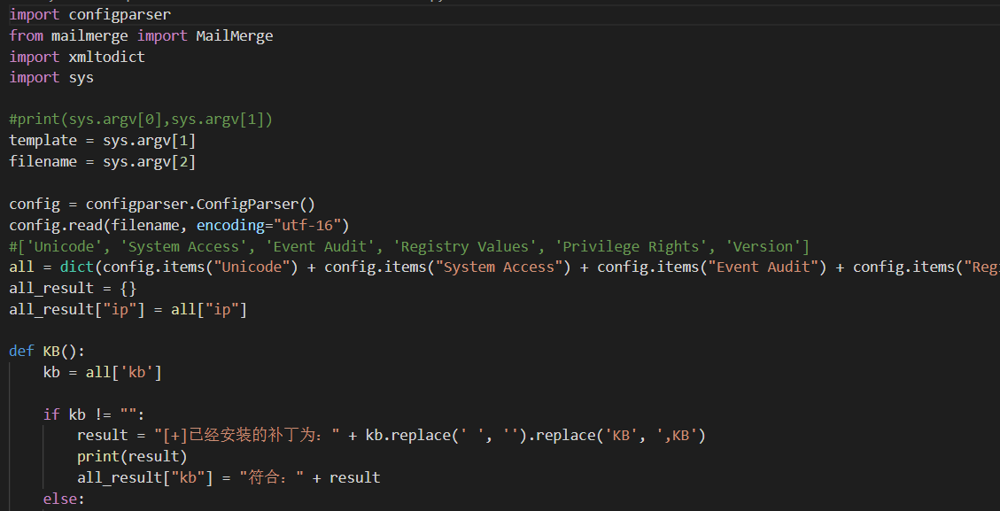 import configparser
from mailmerge import MailMerge
import xmltodict
import sys
#print(sys.argv[0],sys.argv[1])
template = sys.argv[1]
filename = sys.argv[2]
config = configparser.ConfigParser()
config.read(filename, encoding="utf-16")
#['Unicode', 'System Access', 'Event Audit', 'Registry Values', 'Privilege Rights', 'Version']
all = dict(config.items("Unicode") + config.items("System Access") + config.items("Event Audit") + config.items("Reg
all_result = {}
all_result["ip"] = all["ip"]
def KB():
    kb = all['kb']
    if kb != "":
        result = "[+]已经安装的补丁为：" + kb.replace(' ', '').replace('KB', ',KB')
        print(result)
        all_result["kb"] = "符合：" + result
    else: